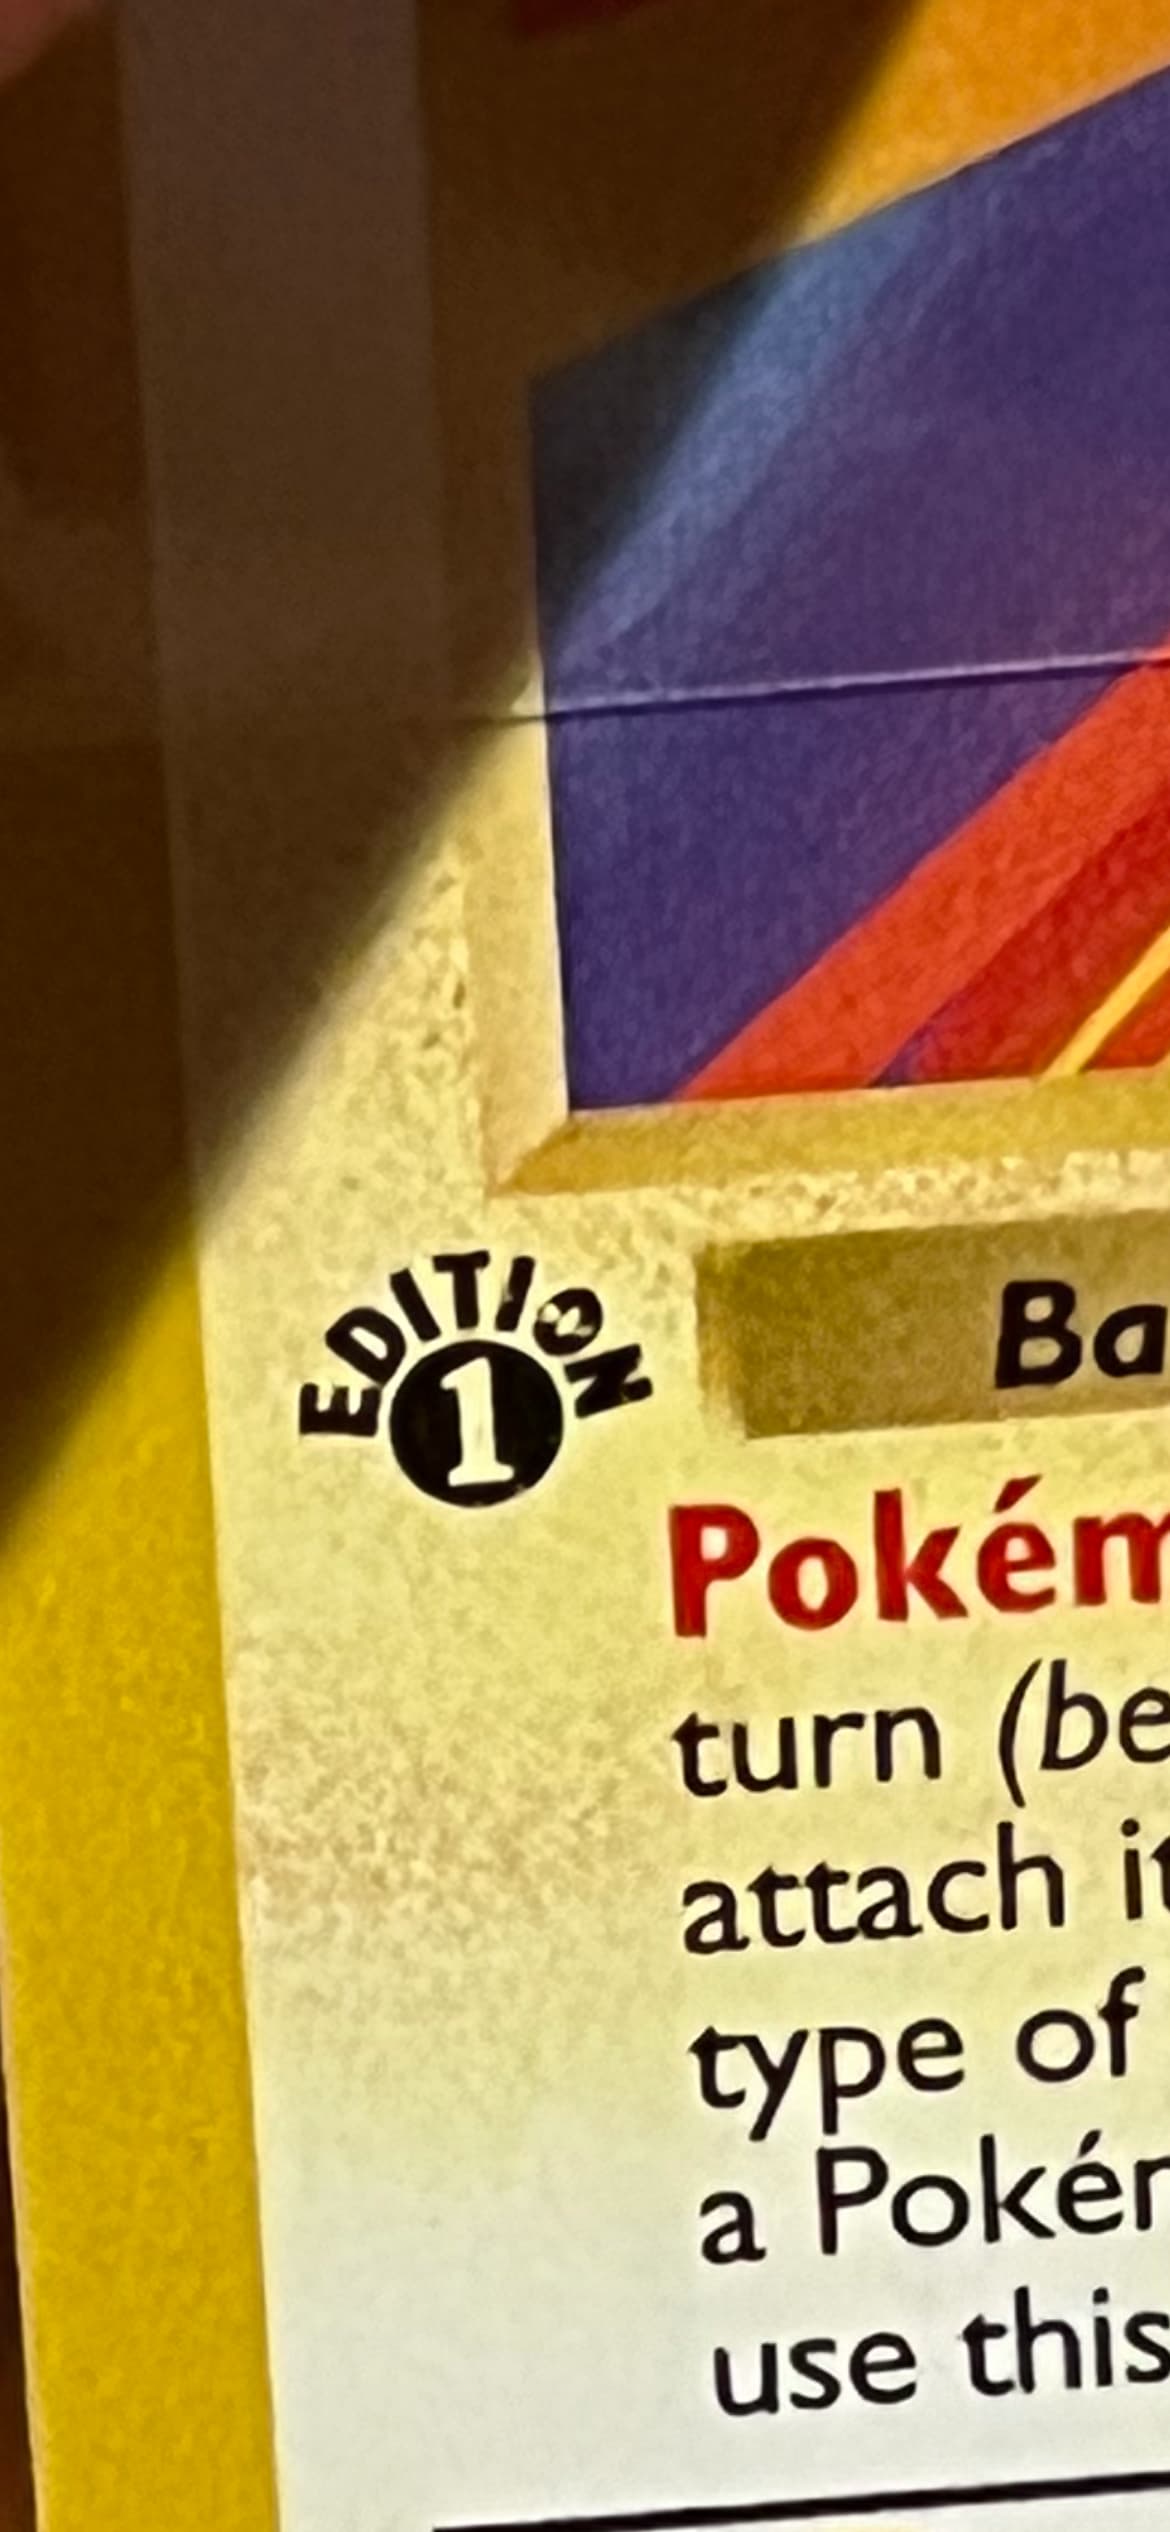 EDITION
1
Ba
Pokém
turn (be
attach it
type of
a Pokém
use this